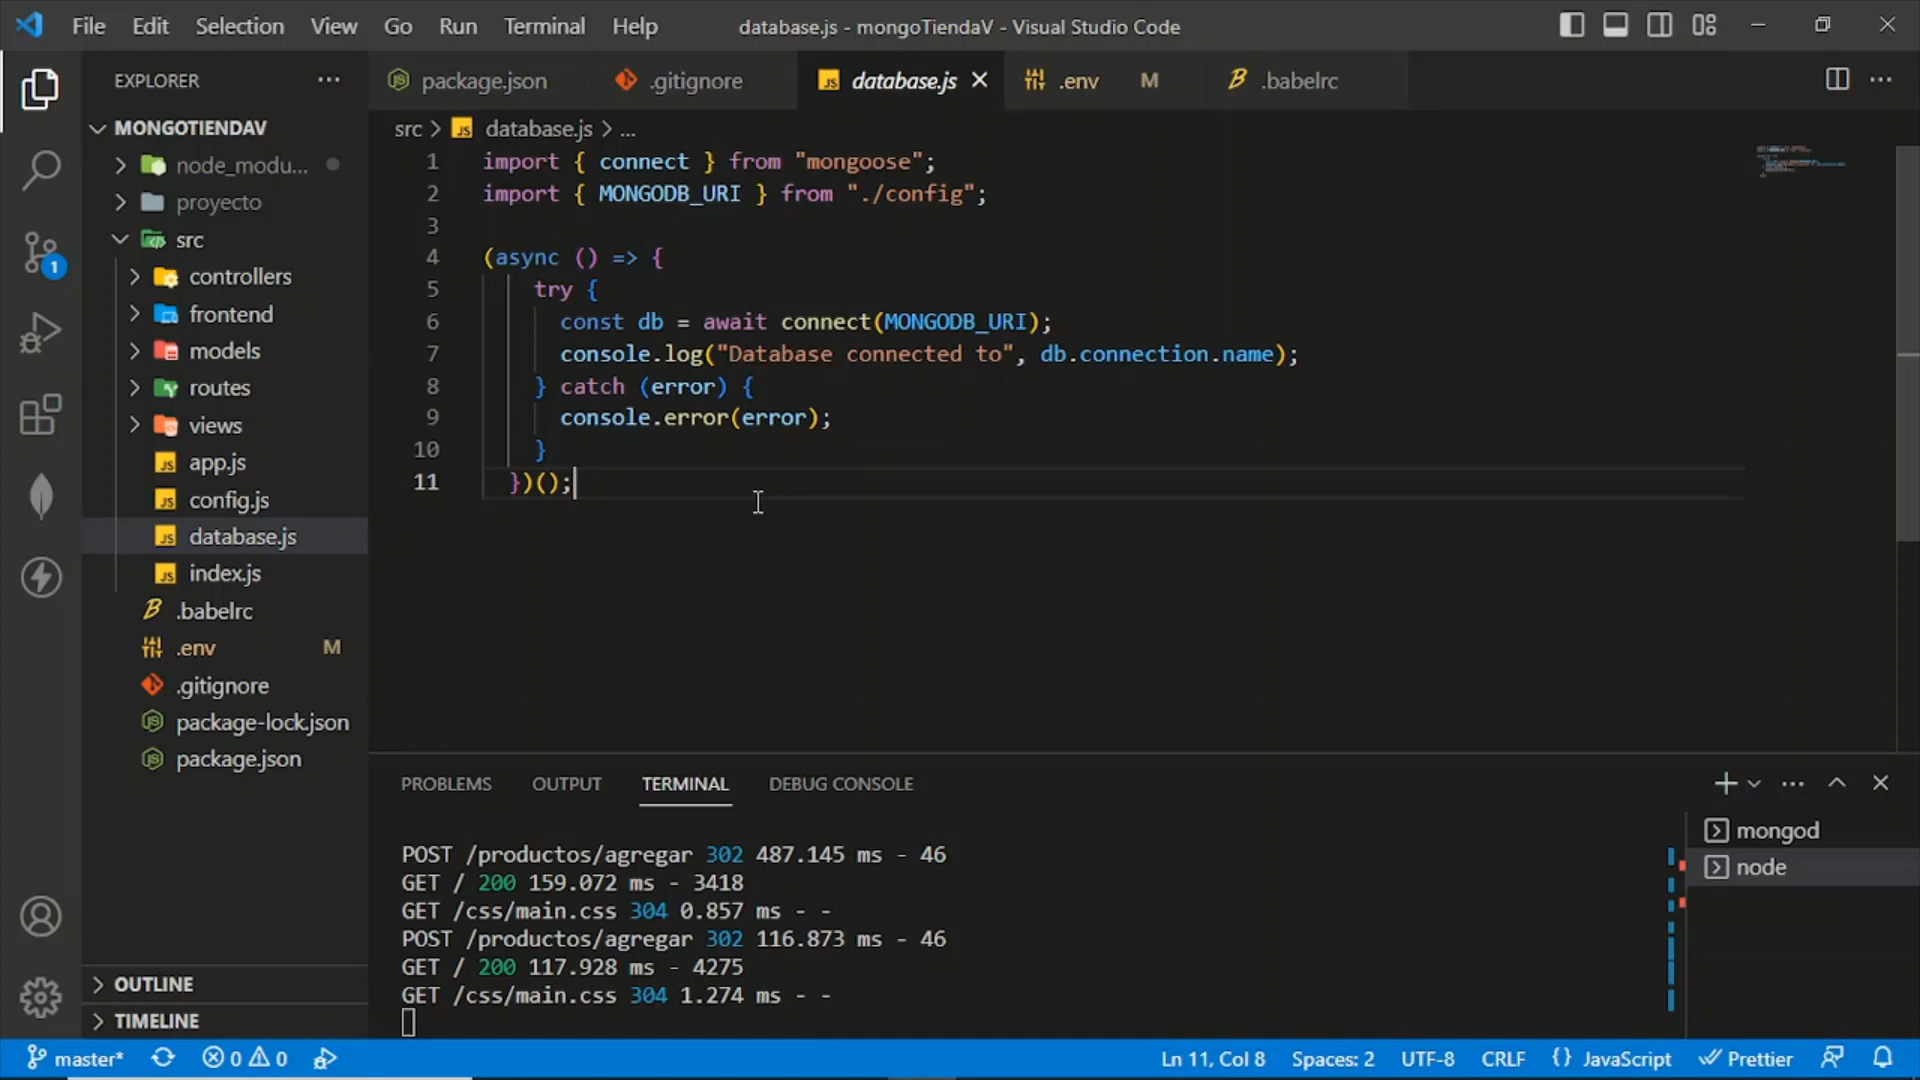 File Edit Selection View Go Run Terminal Help database.js - mongoTiendaV - Visual Studio Code
EXPLORER
package.json .gitignore database.js .env M .babelrc
MONGOTIENDAV
node_modu...
proyecto
src
controllers
frontend
models
routes
views
app.js
config.js
database.js
index.js
.babelrc
.env M
.gitignore
package-lock.json
package.json
OUTLINE
TIMELINE
src > database.js > ...
1 import { connect } from "mongoose";
2 import { MONGODB_URI } from "./config";
3
4 (async () => {
5 try {
6 const db = await connect(MONGODB_URI);
7 console.log("Database connected to", db.connection.name);
8 } catch (error) {
9 console.error(error);
10 }
11 })();
PROBLEMS OUTPUT TERMINAL DEBUG CONSOLE
POST /productos/agregar 302 487.145 ms - 46
GET / 200 159.072 ms - 3418
GET /css/main.css 304 0.857 ms - -
POST /productos/agregar 302 116.873 ms - 46
GET / 200 117.928 ms - 4275
GET /css/main.css 304 1.274 ms - -
mongod
node
1
master* 0 0 Ln 11, Col 8 Spaces: 2 UTF-8 CRLF {} JavaScript Prettier